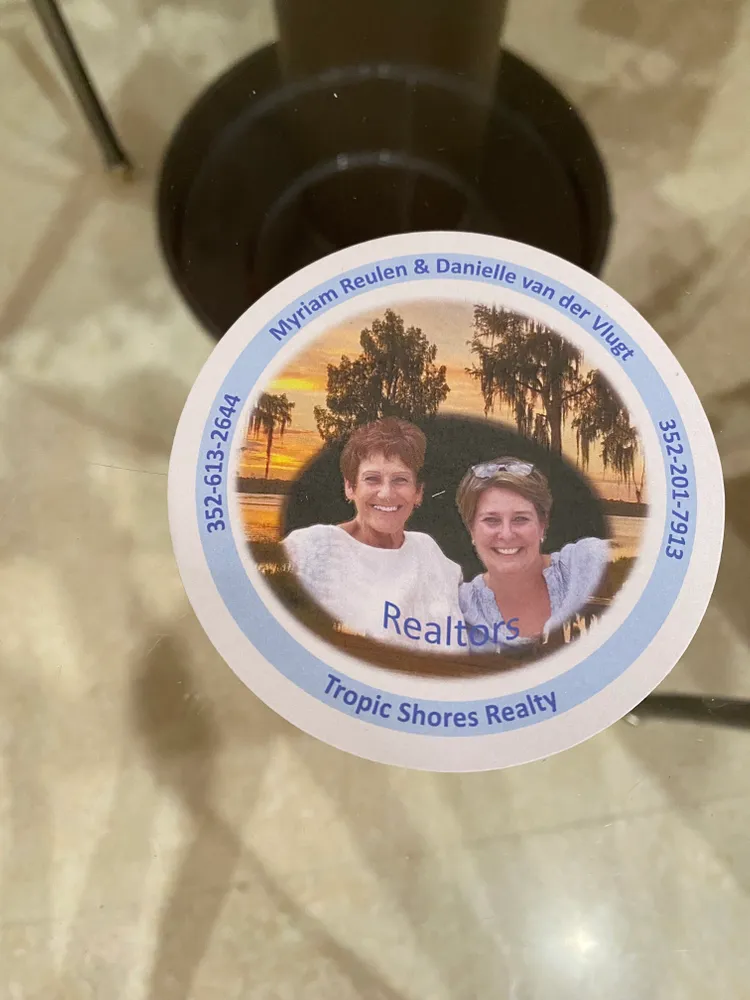 Myriam Reulen & Danielle van der Vlugt
352-613-2644
352-201-7913
Realtors
Tropic Shores Realty